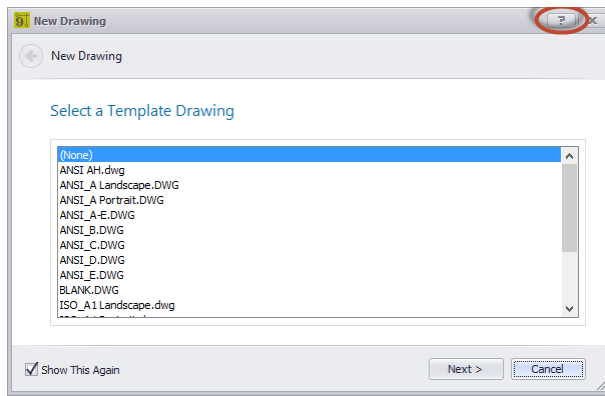 New Drawing
?
x
New Drawing
Select a Template Drawing
(None)
ANSI AH.dwg
ANSI_A Landscape.DWG
ANSI_A Portrait.DWG
ANSI_A-E.DWG
ANSI_B.DWG
ANSI_C.DWG
ANSI_D.DWG
ANSI_E.DWG
BLANK.DWG
ISO_A1 Landscape.dwg
Show This Again
Next >
Cancel